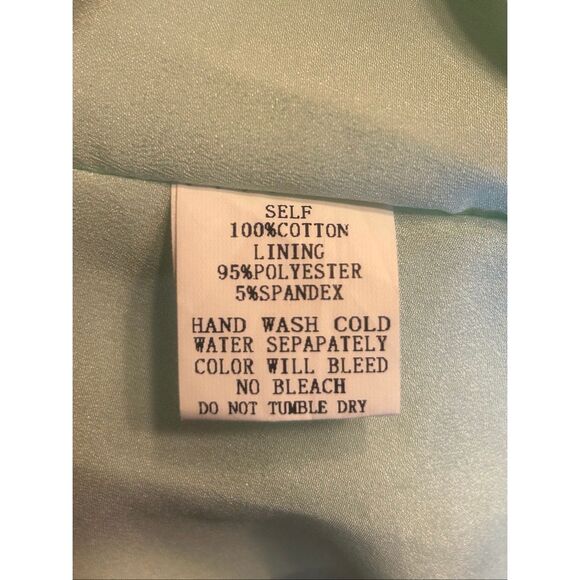 SELF
100%COTTON
LINING
95%POLYESTER
5%SPANDEX
HAND WASH COLD
WATER SEPAPATELY
COLOR WILL BLEED
NO BLEACH
DO NOT TUMBLE DRY